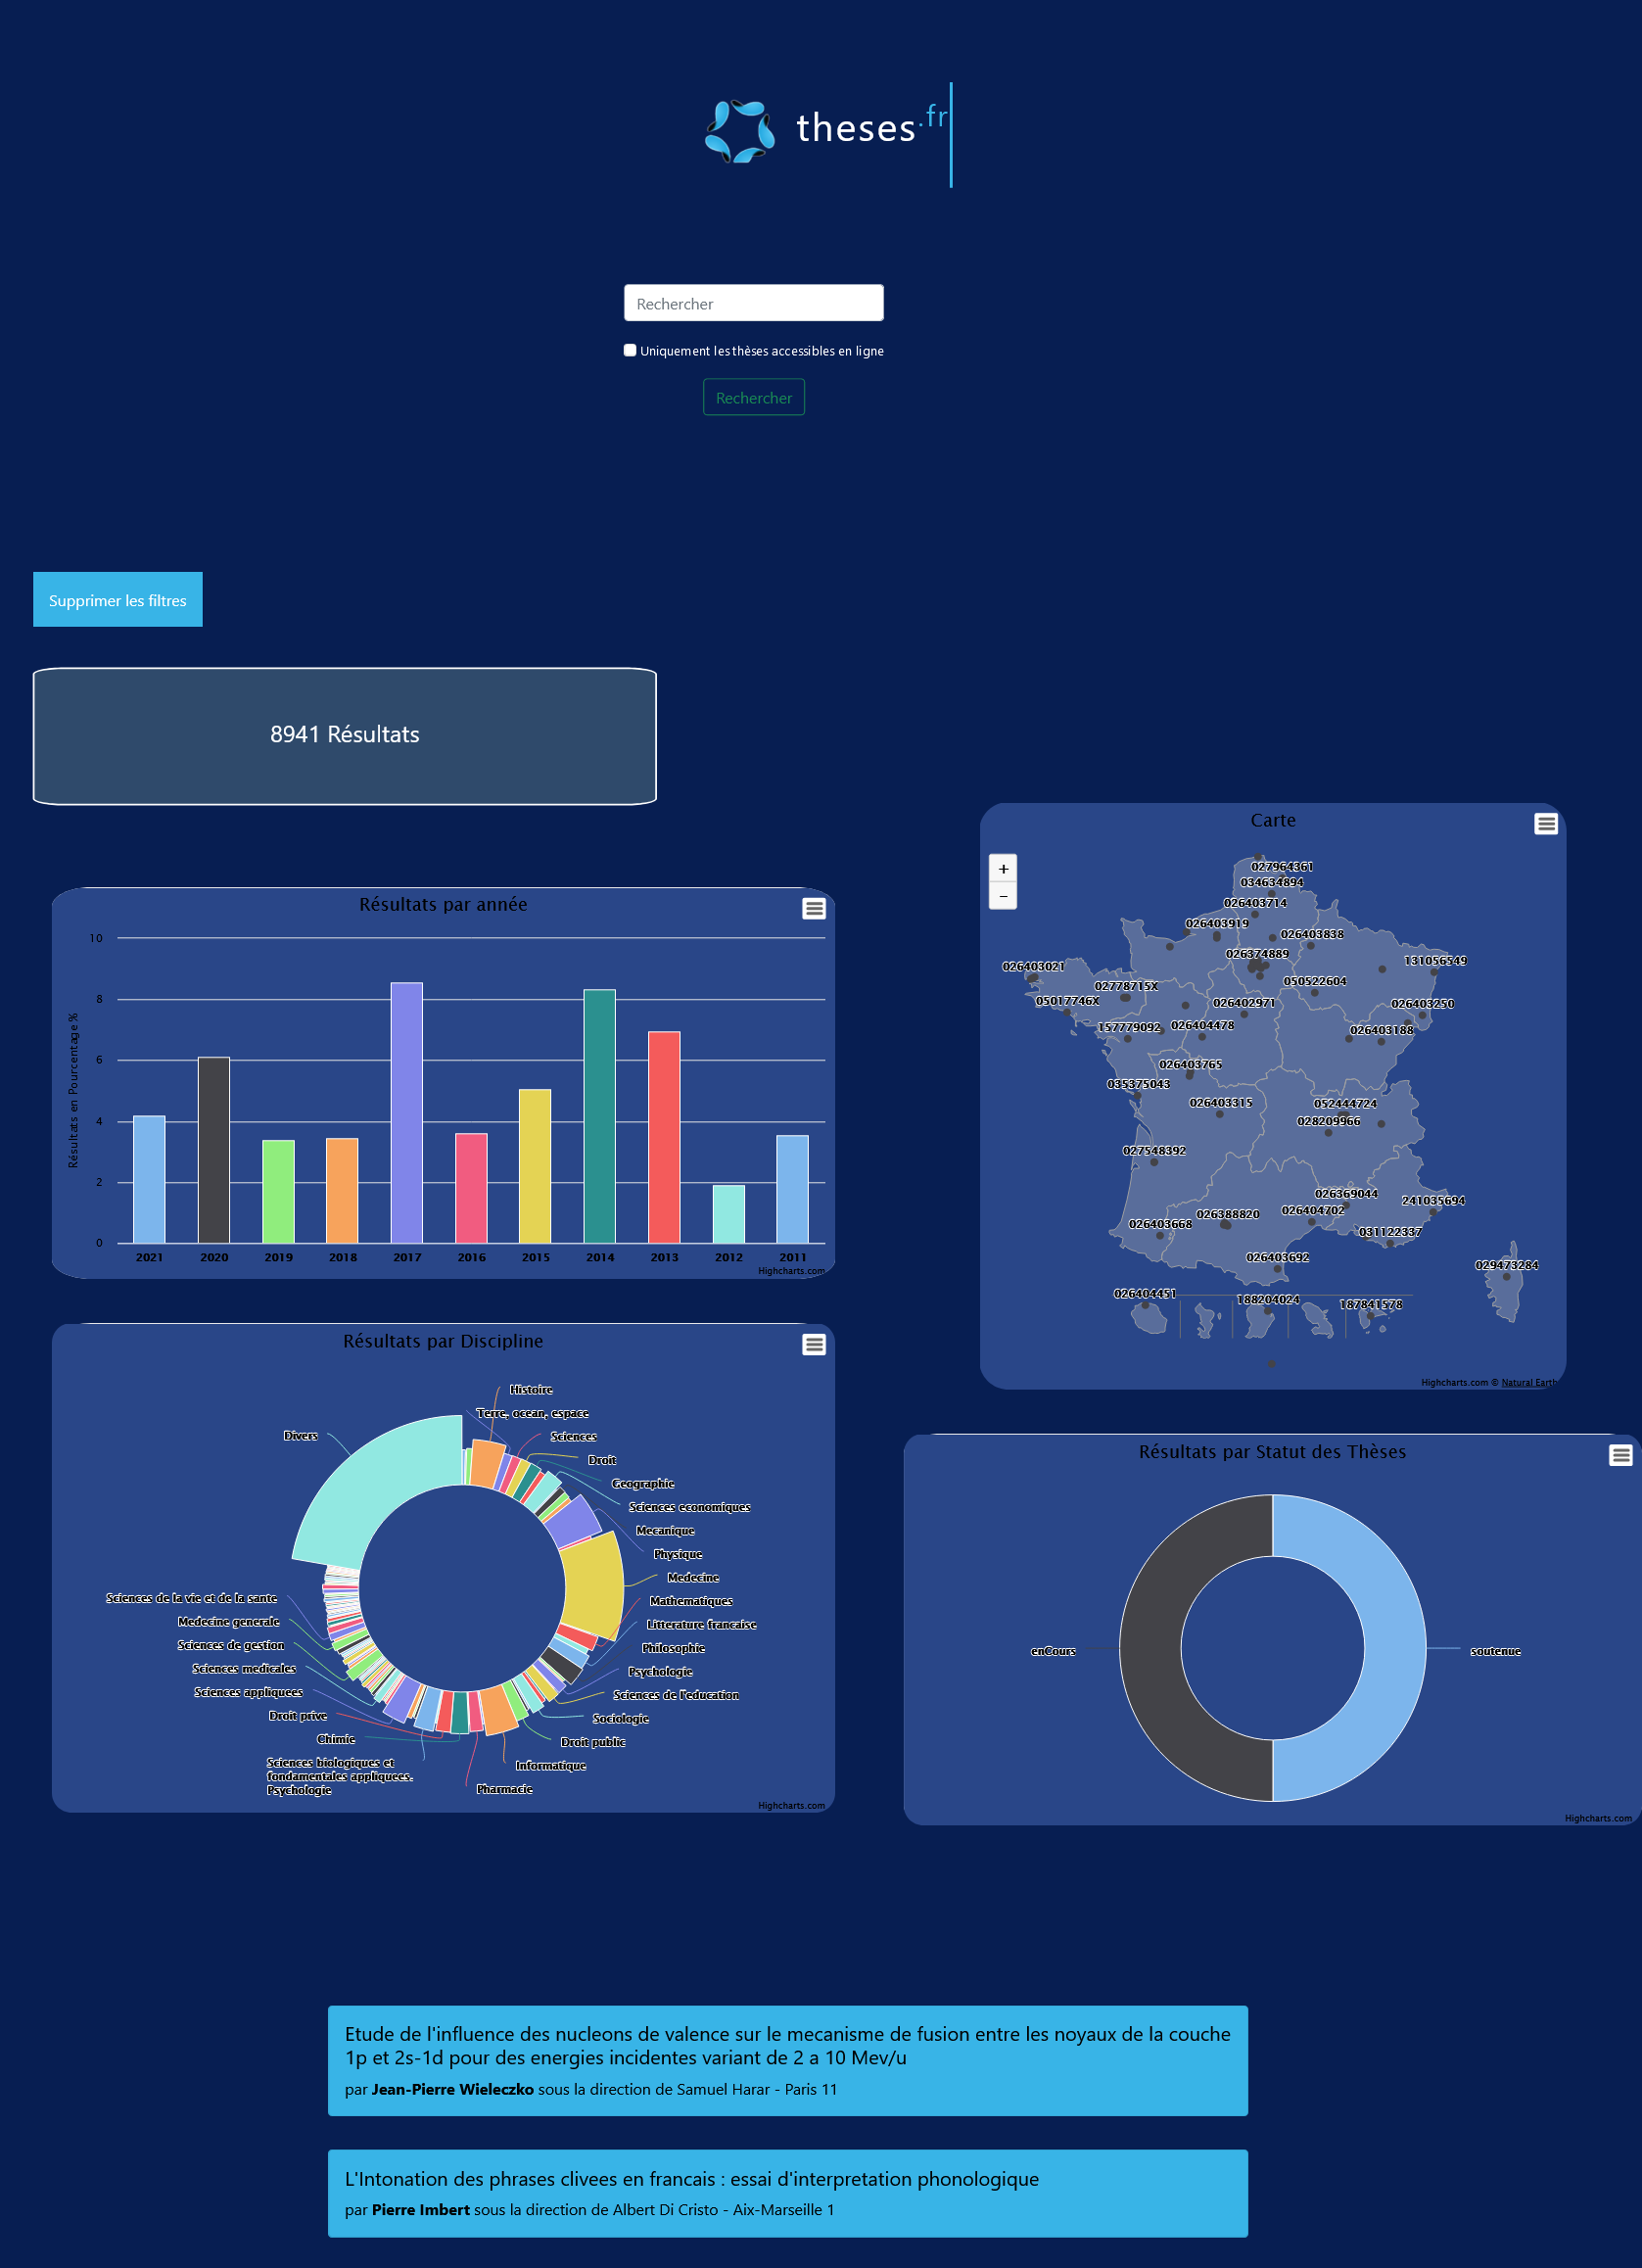 theses.fr
Rechercher
Uniquement les thèses accessibles en ligne
Rechercher
Supprimer les filtres
8941 Résultats
Résultats par année
Résultats en Pourcentage %
10
8
6
4
2
0
2021 2020 2019 2018 2017 2016 2015 2014 2013 2012 2011
Highcharts.com
Carte
+
−
027964361
034634894
026403714
026403919
026403838
026374889
131056549
026403021
02778715X
050522604
05017746X
026402971
026403250
157779092
026404478
026403188
026403765
035375043
026403315
052444724
028209966
027548392
026369044
241035694
026388820
026404702
026403668
031122337
026403692
029473284
026404451
188204024
187841578
Highcharts.com © Natural Earth
Résultats par Discipline
Histoire
Terre, ocean, espace
Divers
Sciences
Droit
Geographie
Sciences economiques
Mecanique
Physique
Medecine
Mathematiques
Litterature francaise
Philosophie
Psychologie
Sciences de l'education
Sociologie
Droit public
Informatique
Pharmacie
Sciences biologiques et
fondamentales appliquees.
Psychologie
Chimie
Droit prive
Sciences appliquees
Sciences medicales
Sciences de gestion
Medecine generale
Sciences de la vie et de la sante
Highcharts.com
Résultats par Statut des Thèses
enCours
soutenue
Highcharts.com
Etude de l'influence des nucleons de valence sur le mecanisme de fusion entre les noyaux de la couche
1p et 2s-1d pour des energies incidentes variant de 2 a 10 Mev/u
par Jean-Pierre Wieleczko sous la direction de Samuel Harar - Paris 11
L'Intonation des phrases clivees en francais : essai d'interpretation phonologique
par Pierre Imbert sous la direction de Albert Di Cristo - Aix-Marseille 1